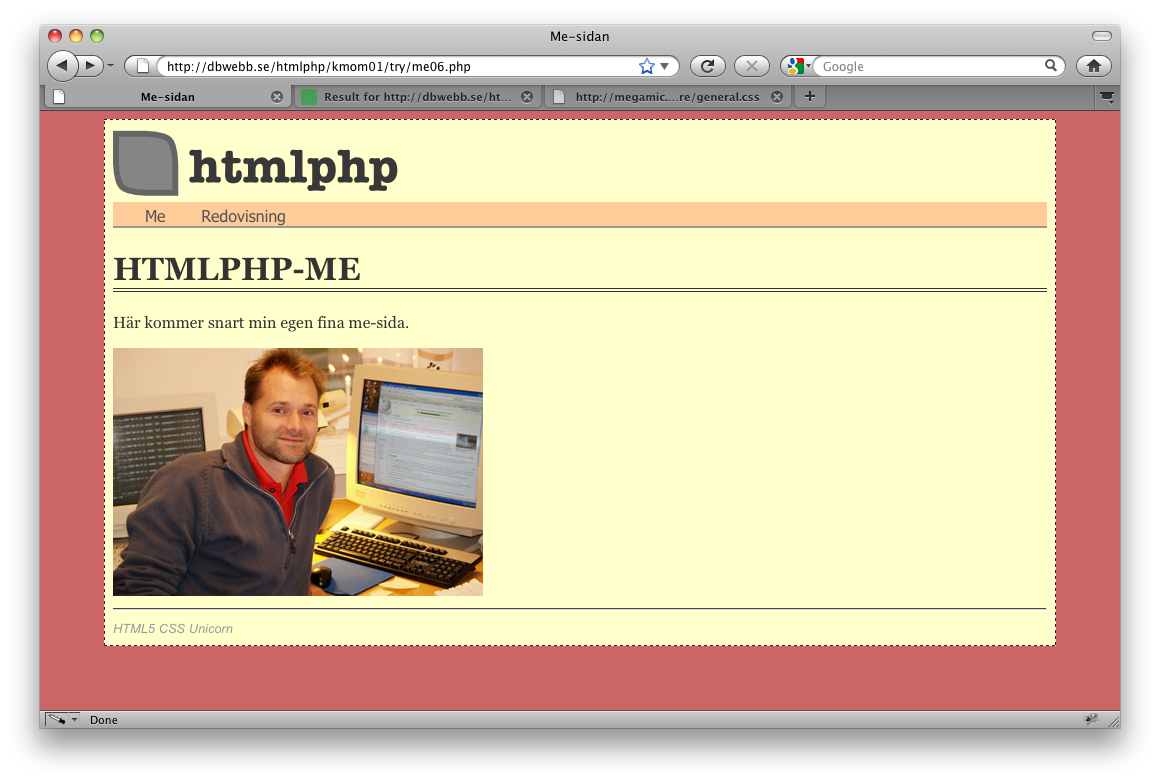 Me-sidan
http://dbwebb.se/htmlphp/kmom01/try/me06.php
Google
Me-sidan
Result for http://dbwebb.se/ht...
http://megamic....re/general.css
+
htmlphp
Me Redovisning
HTMLPHP-ME
Här kommer snart min egen fina me-sida.
HTML5 CSS Unicorn
Done